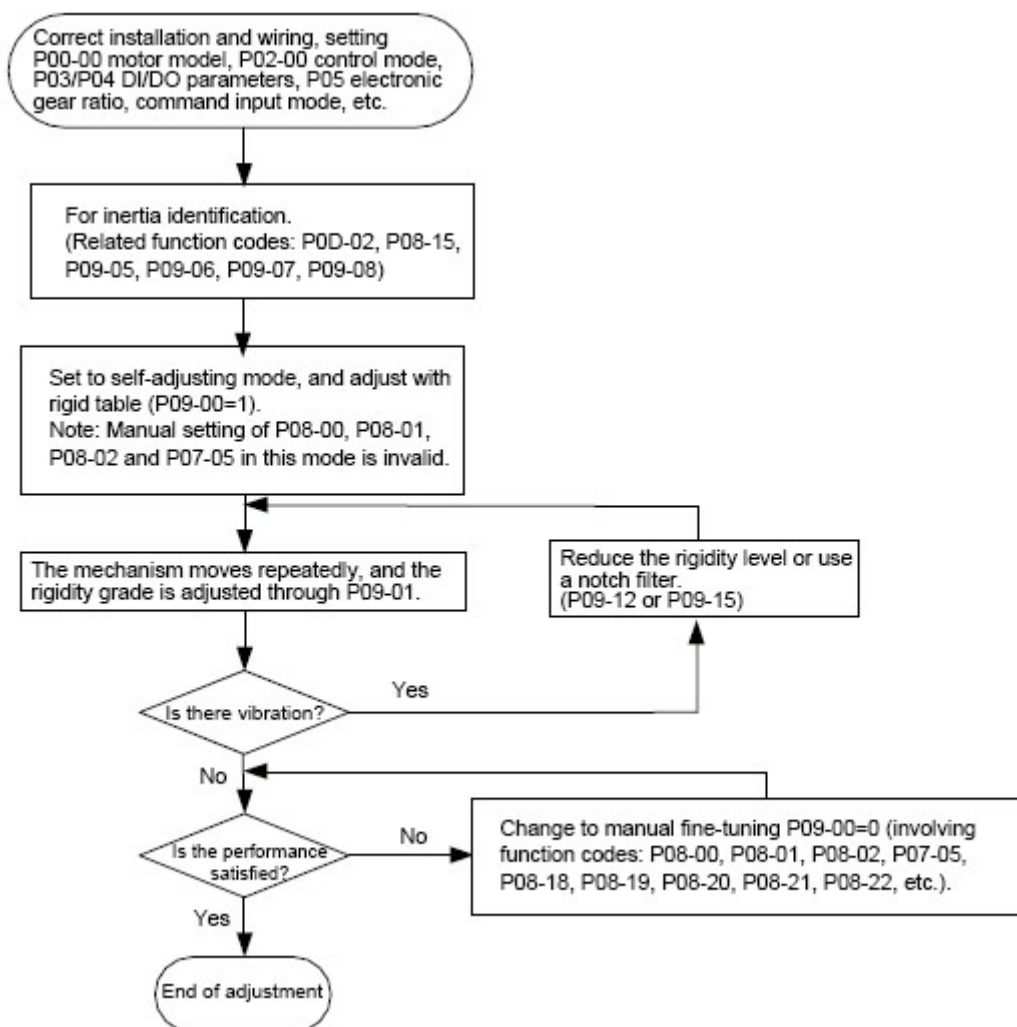 Correct installation and wiring, setting
P00-00 motor model, P02-00 control mode,
P03/P04 DI/DO parameters, P05 electronic
gear ratio, command input mode, etc.
For inertia identification.
(Related function codes: P0D-02, P08-15,
P09-05, P09-06, P09-07, P09-08)
Set to self-adjusting mode, and adjust with
rigid table (P09-00=1).
Note: Manual setting of P08-00, P08-01,
P08-02 and P07-05 in this mode is invalid.
The mechanism moves repeatedly, and the
rigidity grade is adjusted through P09-01.
Reduce the rigidity level or use
a notch filter.
(P09-12 or P09-15)
Is there vibration?
Yes
No
Is the performance
satisfied?
No
Change to manual fine-tuning P09-00=0 (involving
function codes: P08-00, P08-01, P08-02, P07-05,
P08-18, P08-19, P08-20, P08-21, P08-22, etc.).
Yes
End of adjustment